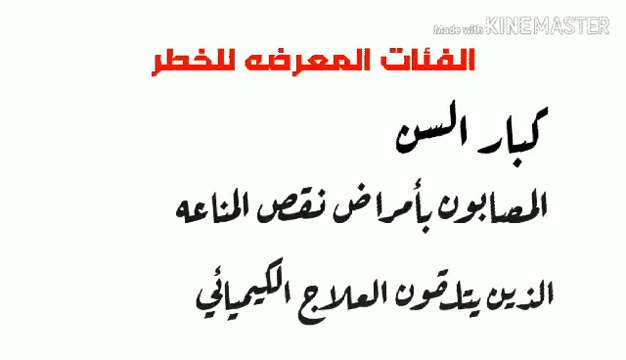 Made with KINEMASTER
الفئات المعرضه للخطر
كبار السن
المصابون بأمراض نقص المناعه
الذين يتلقون العلاج الكيميائي